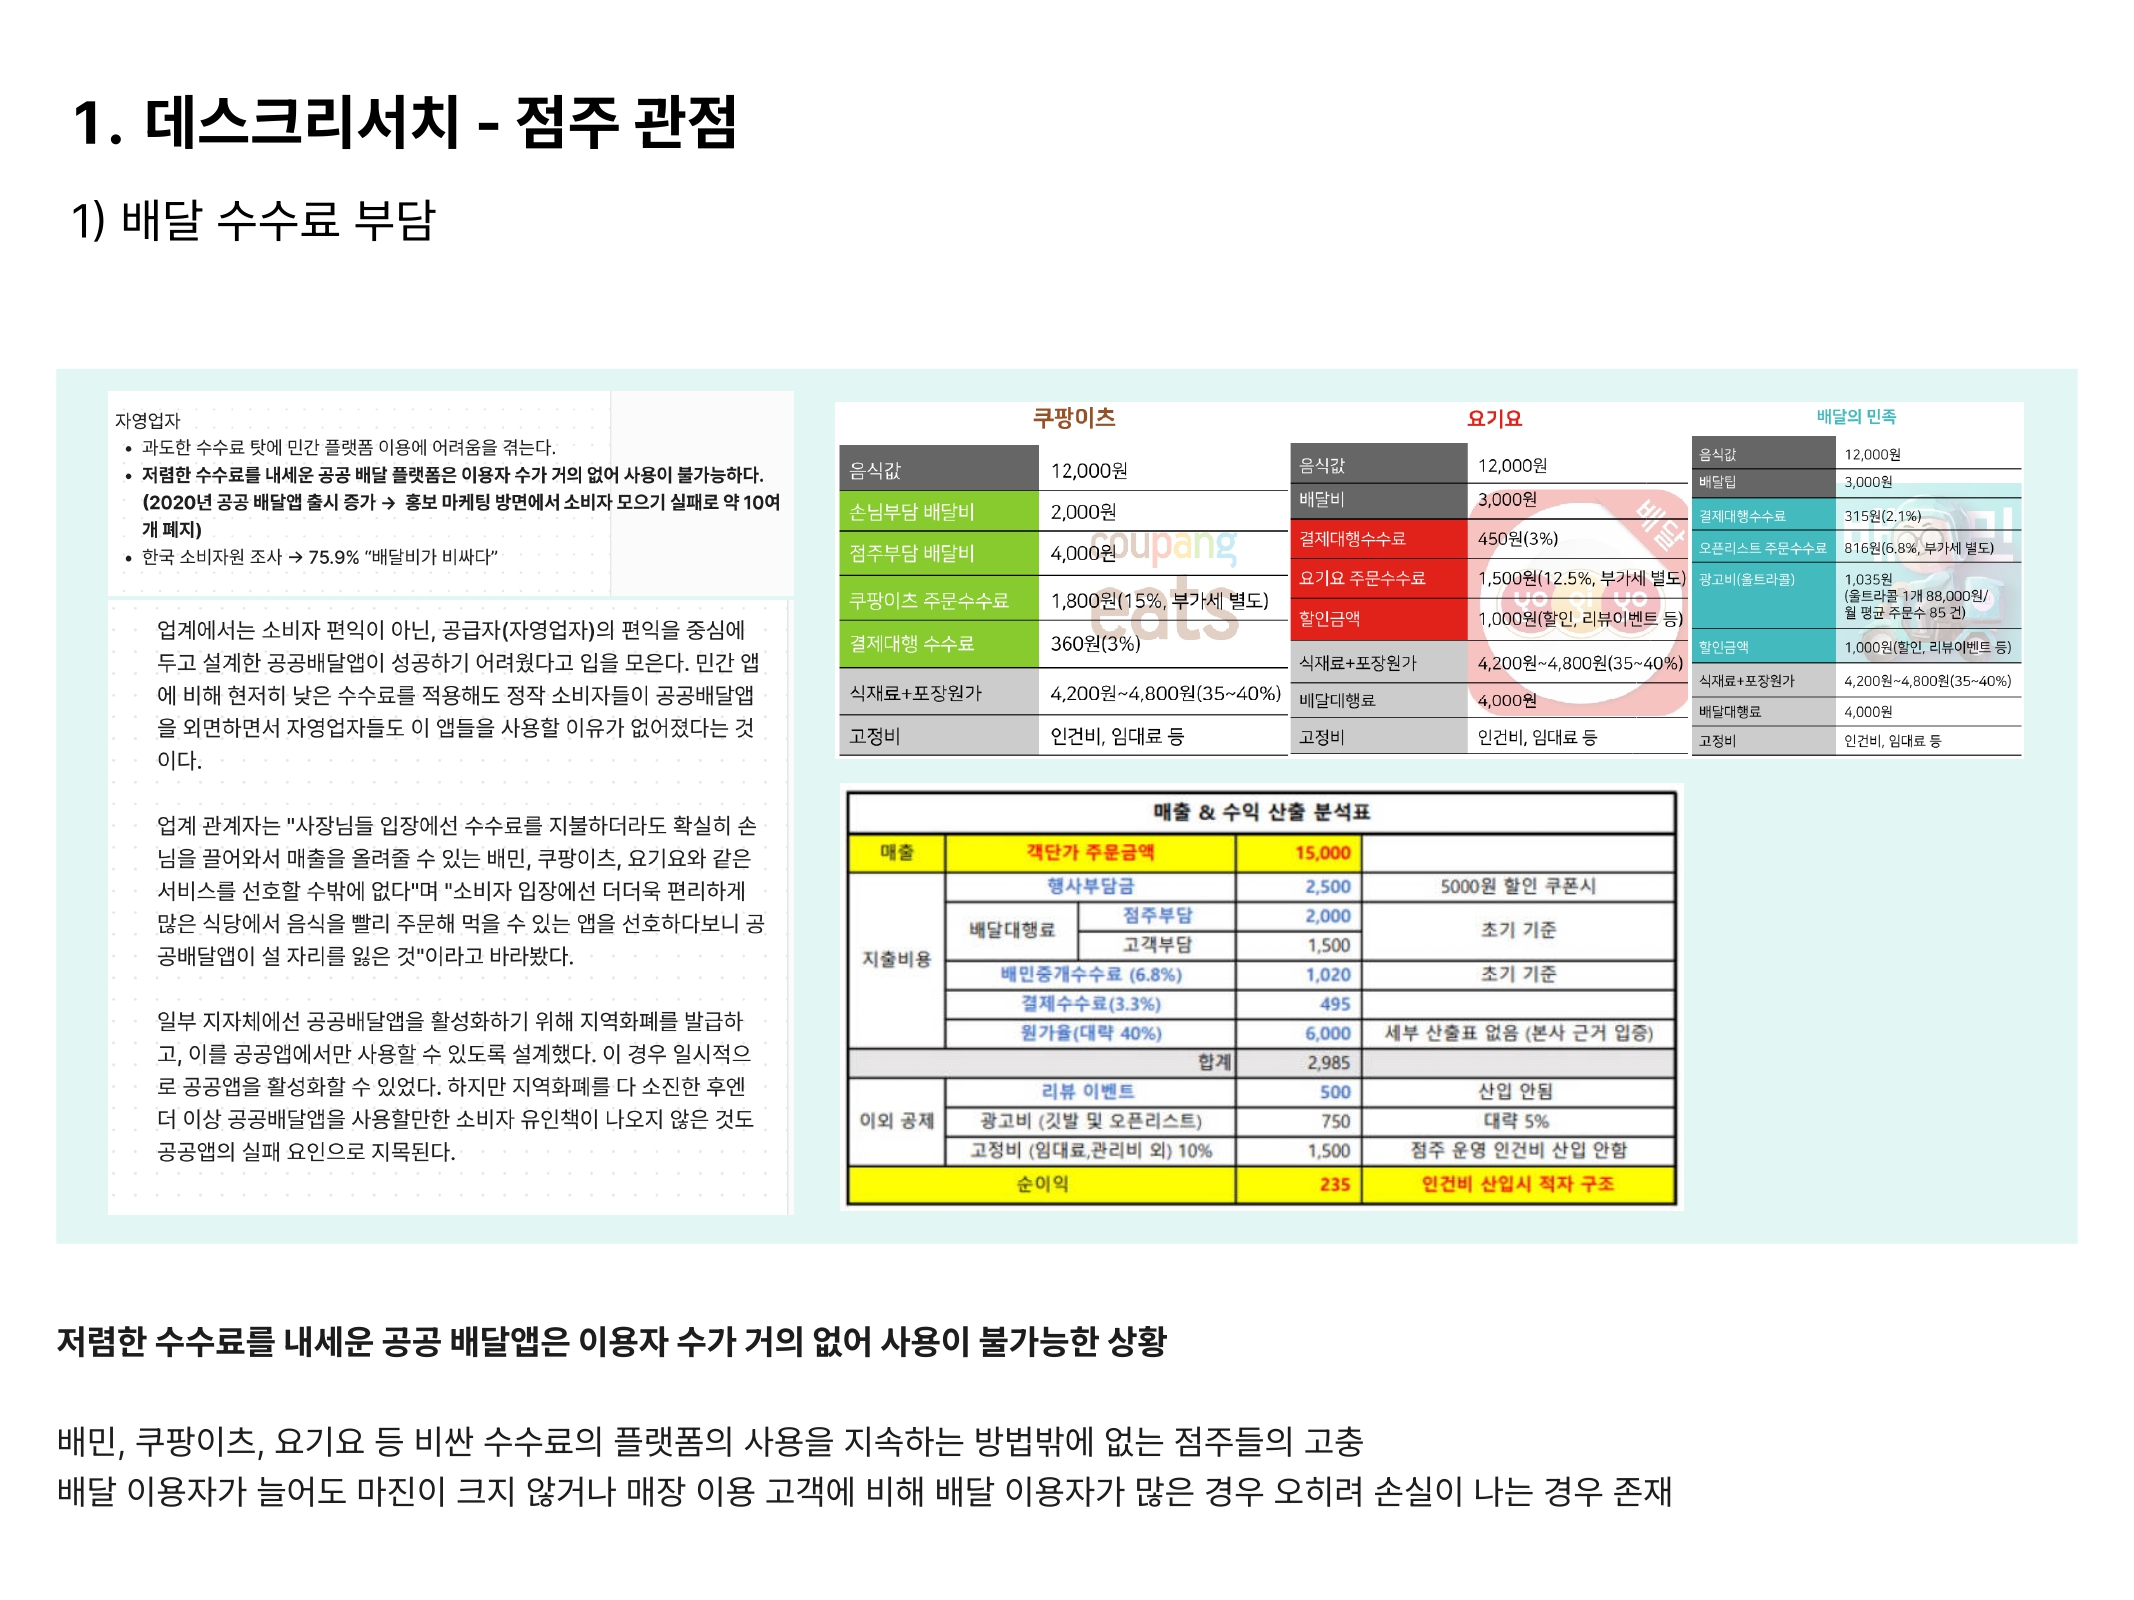 1. 데스크리서치 - 점주 관점
1) 배달 수수료 부담
자영업자
• 과도한 수수료 탓에 민간 플랫폼 이용에 어려움을 겪는다.
• 저렴한 수수료를 내세운 공공 배달 플랫폼은 이용자 수가 거의 없어 사용이 불가능하다.
(2020년 공공 배달앱 출시 증가 → 홍보 마케팅 방면에서 소비자 모으기 실패로 약 10여
개 폐지)
• 한국 소비자원 조사 → 75.9% “배달비가 비싸다”
업계에서는 소비자 편익이 아닌, 공급자(자영업자)의 편익을 중심에
두고 설계한 공공배달앱이 성공하기 어려웠다고 입을 모은다. 민간 앱
에 비해 현저히 낮은 수수료를 적용해도 정작 소비자들이 공공배달앱
을 외면하면서 자영업자들도 이 앱들을 사용할 이유가 없어졌다는 것
이다.
업계 관계자는 "사장님들 입장에선 수수료를 지불하더라도 확실히 손
님을 끌어와서 매출을 올려줄 수 있는 배민, 쿠팡이츠, 요기요와 같은
서비스를 선호할 수밖에 없다"며 "소비자 입장에선 더더욱 편리하게
많은 식당에서 음식을 빨리 주문해 먹을 수 있는 앱을 선호하다보니 공
공배달앱이 설 자리를 잃은 것"이라고 바라봤다.
일부 지자체에선 공공배달앱을 활성화하기 위해 지역화폐를 발급하
고, 이를 공공앱에서만 사용할 수 있도록 설계했다. 이 경우 일시적으
로 공공앱을 활성화할 수 있었다. 하지만 지역화폐를 다 소진한 후엔
더 이상 공공배달앱을 사용할만한 소비자 유인책이 나오지 않은 것도
공공앱의 실패 요인으로 지목된다.
쿠팡이츠
음식값 12,000원
손님부담 배달비 2,000원
점주부담 배달비 4,000원
쿠팡이츠 주문수수료 1,800원(15%, 부가세 별도)
결제대행 수수료 360원(3%)
식재료+포장원가 4,200원~4,800원(35~40%)
고정비 인건비, 임대료 등
coupang
eats
요기요
음식값 12,000원
배달비 3,000원
결제대행수수료 450원(3%)
요기요 주문수수료 1,500원(12.5%, 부가세 별도)
할인금액 1,000원(할인, 리뷰이벤트 등)
식재료+포장원가 4,200원~4,800원(35~40%)
배달대행료 4,000원
고정비 인건비, 임대료 등
배달
yo gi yo
배달의 민족
음식값 12,000원
배달팁 3,000원
결제대행수수료 315원(2.1%)
오픈리스트 주문수수료 816원(6.8%, 부가세 별도)
광고비(울트라콜) 1,035원
(울트라콜 1개 88,000원/
월 평균 주문수 85 건)
할인금액 1,000원(할인, 리뷰이벤트 등)
식재료+포장원가 4,200원~4,800원(35~40%)
배달대행료 4,000원
고정비 인건비, 임대료 등
매출 & 수익 산출 분석표
매출 객단가 주문금액 15,000
지출비용
행사부담금 2,500 5000원 할인 쿠폰시
배달대행료 점주부담 2,000 초기 기준
고객부담 1,500
배민중개수수료 (6.8%) 1,020 초기 기준
결제수수료(3.3%) 495
원가율(대략 40%) 6,000 세부 산출표 없음 (본사 근거 입증)
합계 2,985
이외 공제
리뷰 이벤트 500 산입 안됨
광고비 (깃발 및 오픈리스트) 750 대략 5%
고정비 (임대료,관리비 외) 10% 1,500 점주 운영 인건비 산입 안함
순이익 235 인건비 산입시 적자 구조
저렴한 수수료를 내세운 공공 배달앱은 이용자 수가 거의 없어 사용이 불가능한 상황
배민, 쿠팡이츠, 요기요 등 비싼 수수료의 플랫폼의 사용을 지속하는 방법밖에 없는 점주들의 고충
배달 이용자가 늘어도 마진이 크지 않거나 매장 이용 고객에 비해 배달 이용자가 많은 경우 오히려 손실이 나는 경우 존재